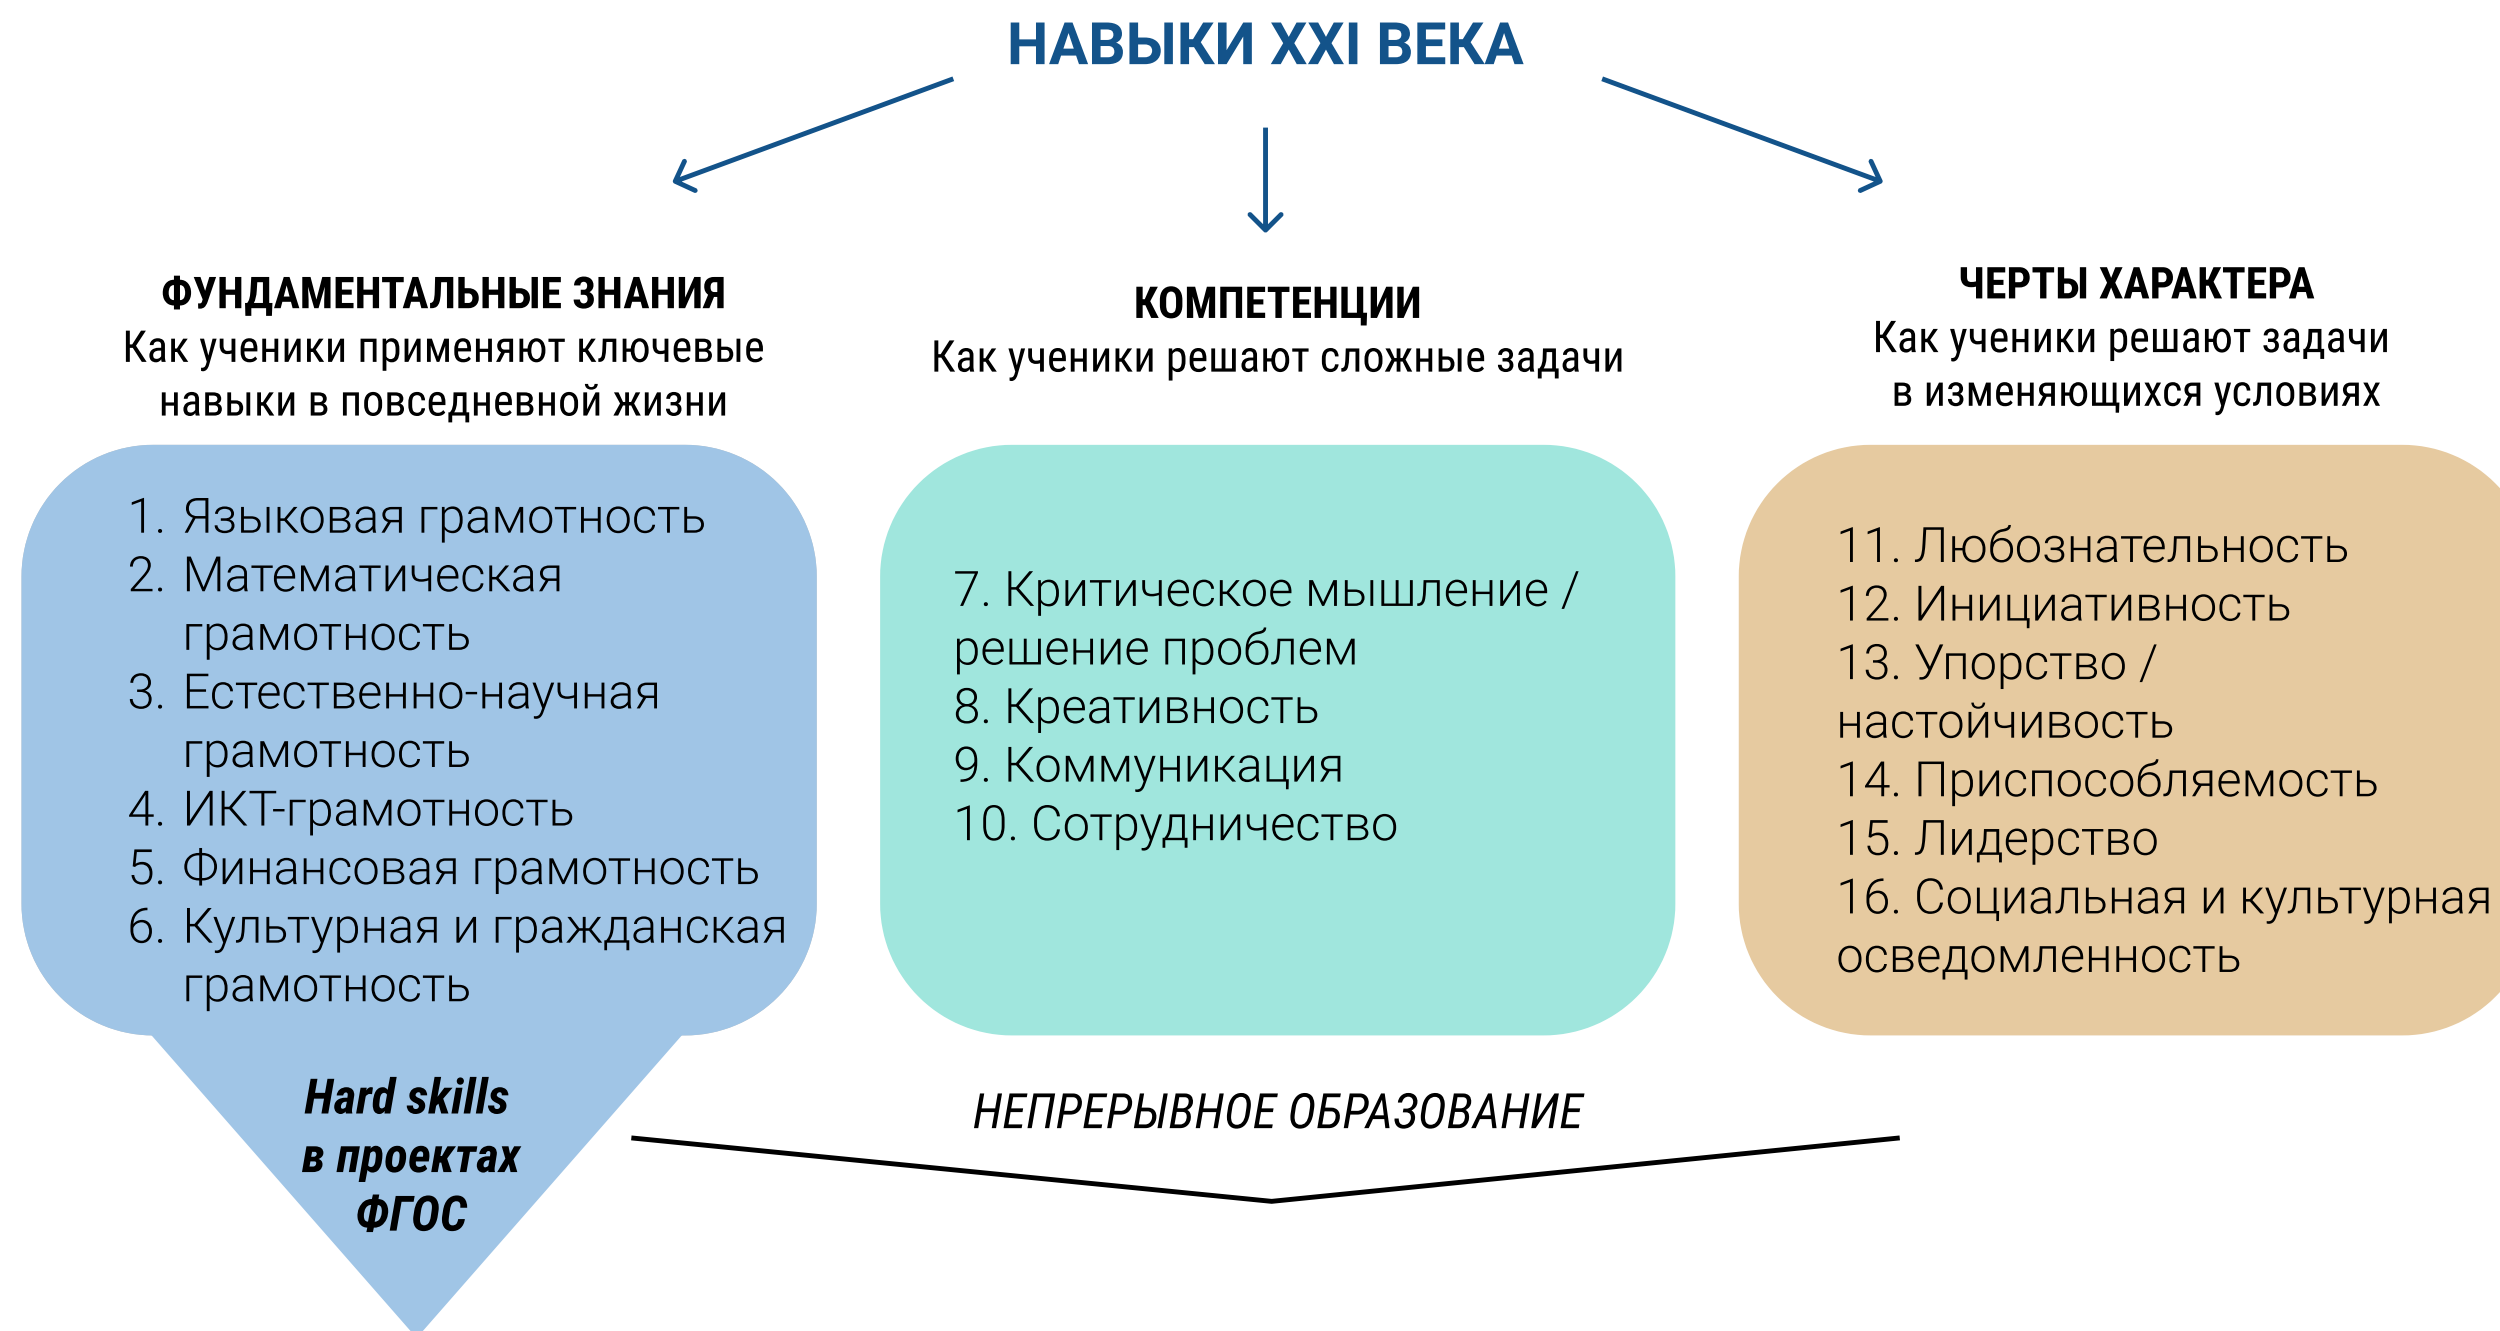 НАВЫКИ XXI ВЕКА
ФУНДАМЕНТАЛЬНЫЕ ЗНАНИЯ
Как ученики применяют ключевые
навыки в повседневной жизни
1. Языковая грамотность
2. Математическая
грамотность
3. Естественно-научная
грамотность
4. ИКТ-грамотность
5. Финансовая грамотность
6. Культурная и гражданская
грамотность
Hard skills
в проектах
ФГОС
КОМПЕТЕНЦИИ
Как ученики решают сложные задачи
7. Критическое мышление /
решение проблем
8. Креативность
9. Коммуникация
10. Сотрудничество
ЧЕРТЫ ХАРАКТЕРА
Как ученики решают задачи
в изменяющихся условиях
11. Любознательность
12. Инициативность
13. Упорство /
настойчивость
14. Приспособляемость
15. Лидерство
16. Социальная и культурная
осведомленность
НЕПРЕРЫВНОЕ ОБРАЗОВАНИЕ